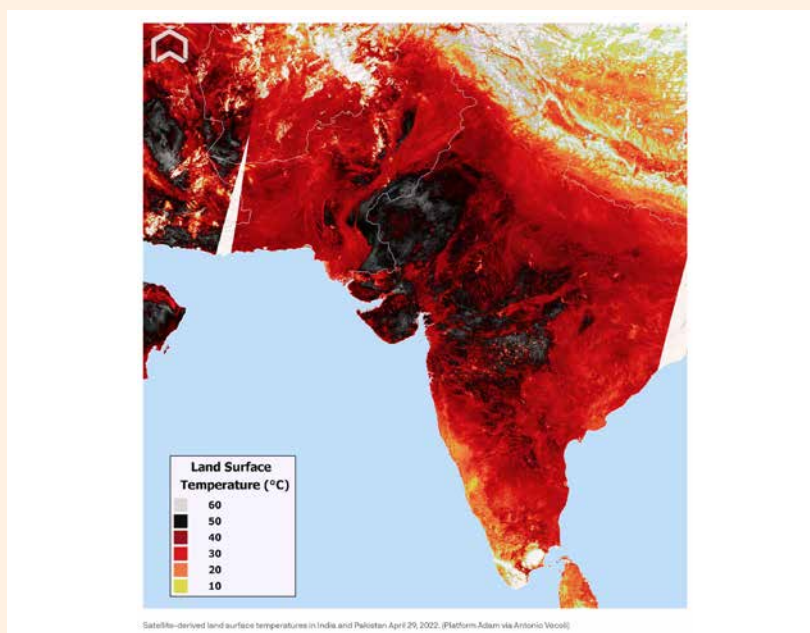 Land Surface
Temperature (°C)
60
50
40
30
20
10
Satellite-derived land surface temperatures in India and Pakistan April 29, 2022. (Platform Adam via Antonio Vecoli)